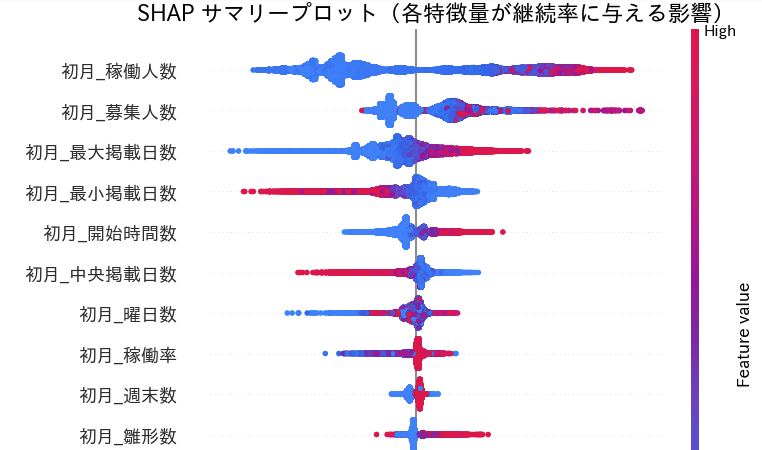 SHAP サマリープロット（各特徴量が継続率に与える影響）
High
初月_稼働人数
初月_募集人数
初月_最大掲載日数
初月_最小掲載日数
初月_開始時間数
初月_中央掲載日数
初月_曜日数
初月_稼働率
初月_週末数
初月_雛形数
Feature value